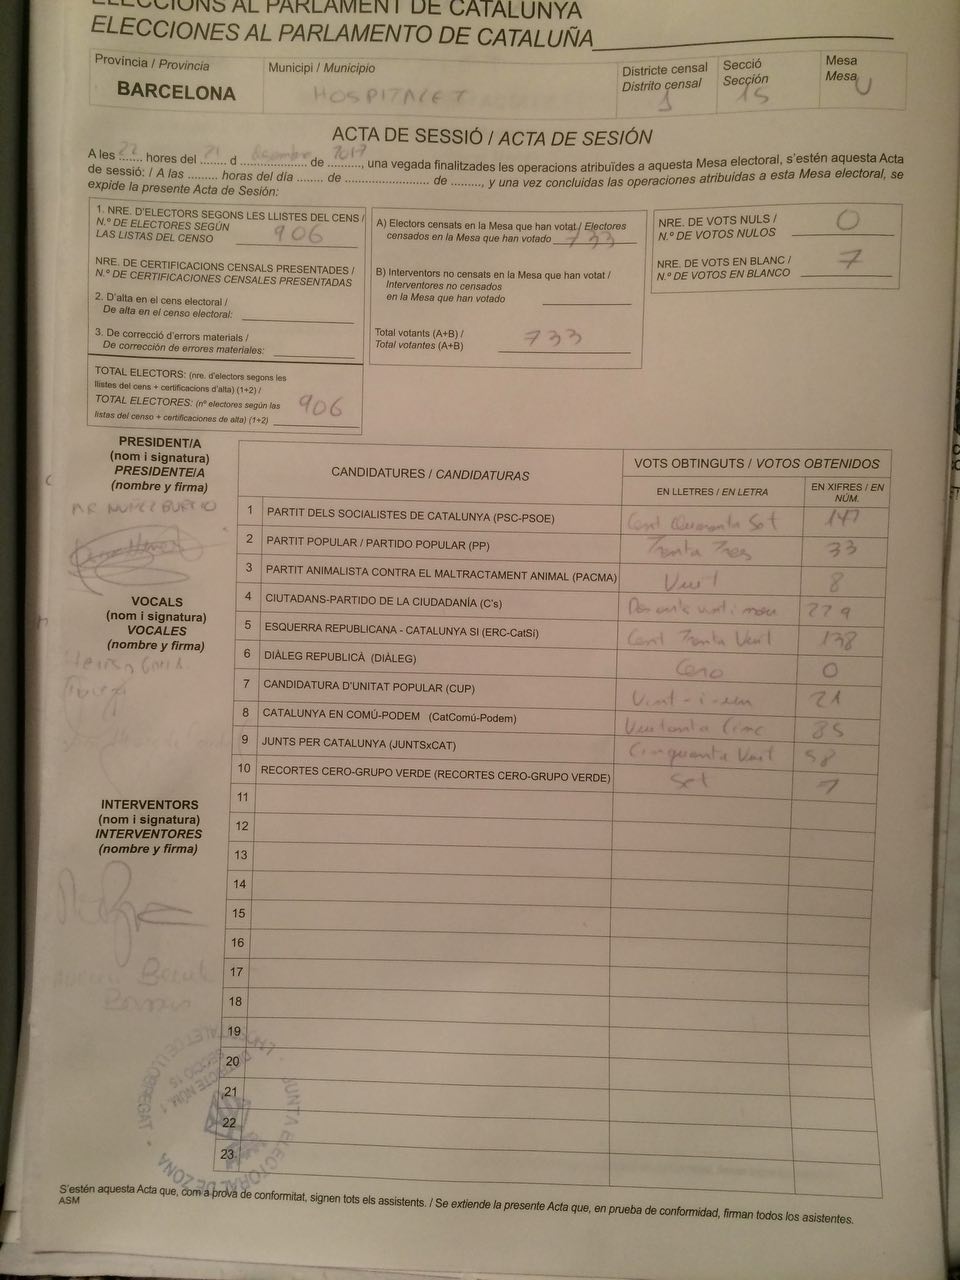 ELECCIONS AL PARLAMENT DE CATALUNYA
ELECCIONES AL PARLAMENTO DE CATALUÑA
Província / Provincia
BARCELONA
Municipi / Municipio
HOSPITALET
Districte censal
Distrito censal
1
Secció
Sección
15
Mesa
Mesa
U
ACTA DE SESSIÓ / ACTA DE SESIÓN
A les 22 hores del 21 d desembre de 2017, una vegada finalitzades les operacions atribuïdes a aquesta Mesa electoral, s'estén aquesta Acta
de sessió: / A las ......... horas del día ........ de .......................... de ........., y una vez concluidas las operaciones atribuidas a esta Mesa electoral, se
expide la presente Acta de Sesión:
1. NRE. D'ELECTORS SEGONS LES LLISTES DEL CENS /
N.º DE ELECTORES SEGÚN
LAS LISTAS DEL CENSO 906
NRE. DE CERTIFICACIONS CENSALS PRESENTADES /
N.º DE CERTIFICACIONES CENSALES PRESENTADAS
2. D'alta en el cens electoral /
De alta en el censo electoral:
3. De correcció d'errors materials /
De corrección de errores materiales:
TOTAL ELECTORS: (nre. d'electors segons les
llistes del cens + certificacions d'alta) (1+2) /
TOTAL ELECTORES: (nº electores según las
listas del censo + certificaciones de alta) (1+2)
906
A) Electors censats en la Mesa que han votat / Electores
censados en la Mesa que han votado 733
B) Interventors no censats en la Mesa que han votat /
Interventores no censados
en la Mesa que han votado
Total votants (A+B) /
Total votantes (A+B)
733
NRE. DE VOTS NULS /
N.º DE VOTOS NULOS
0
NRE. DE VOTS EN BLANC /
N.º DE VOTOS EN BLANCO
7
PRESIDENT/A
(nom i signatura)
PRESIDENTE/A
(nombre y firma)
VOCALS
(nom i signatura)
VOCALES
(nombre y firma)
INTERVENTORS
(nom i signatura)
INTERVENTORES
(nombre y firma)
CANDIDATURES / CANDIDATURAS
VOTS OBTINGUTS / VOTOS OBTENIDOS
EN LLETRES / EN LETRA
EN XIFRES / EN
NÚM.
1 PARTIT DELS SOCIALISTES DE CATALUNYA (PSC-PSOE) Cent Quaranta Set 147
2 PARTIT POPULAR / PARTIDO POPULAR (PP) Trenta Tres 33
3 PARTIT ANIMALISTA CONTRA EL MALTRACTAMENT ANIMAL (PACMA) Vuit 8
4 CIUTADANS-PARTIDO DE LA CIUDADANÍA (C's) 229
5 ESQUERRA REPUBLICANA - CATALUNYA SI (ERC-CatSí) Cent Trenta Vuit 138
6 DIÀLEG REPUBLICÀ (DIÀLEG) Cero 0
7 CANDIDATURA D'UNITAT POPULAR (CUP) Vint-i-un 21
8 CATALUNYA EN COMÚ-PODEM (CatComú-Podem) Vuitanta Cinc 85
9 JUNTS PER CATALUNYA (JUNTSxCAT) Cinquanta Vuit 58
10 RECORTES CERO-GRUPO VERDE (RECORTES CERO-GRUPO VERDE) Set 7
11
12
13
14
15
16
17
18
19
20
21
22
23
JUNTA ELECTORAL DE ZONA
DISTRICTE NÚM. 1
SECCIÓ 15
S'estén aquesta Acta que, com a prova de conformitat, signen tots els assistents. / Se extiende la presente Acta que, en prueba de conformidad, firman todos los asistentes.
ASM